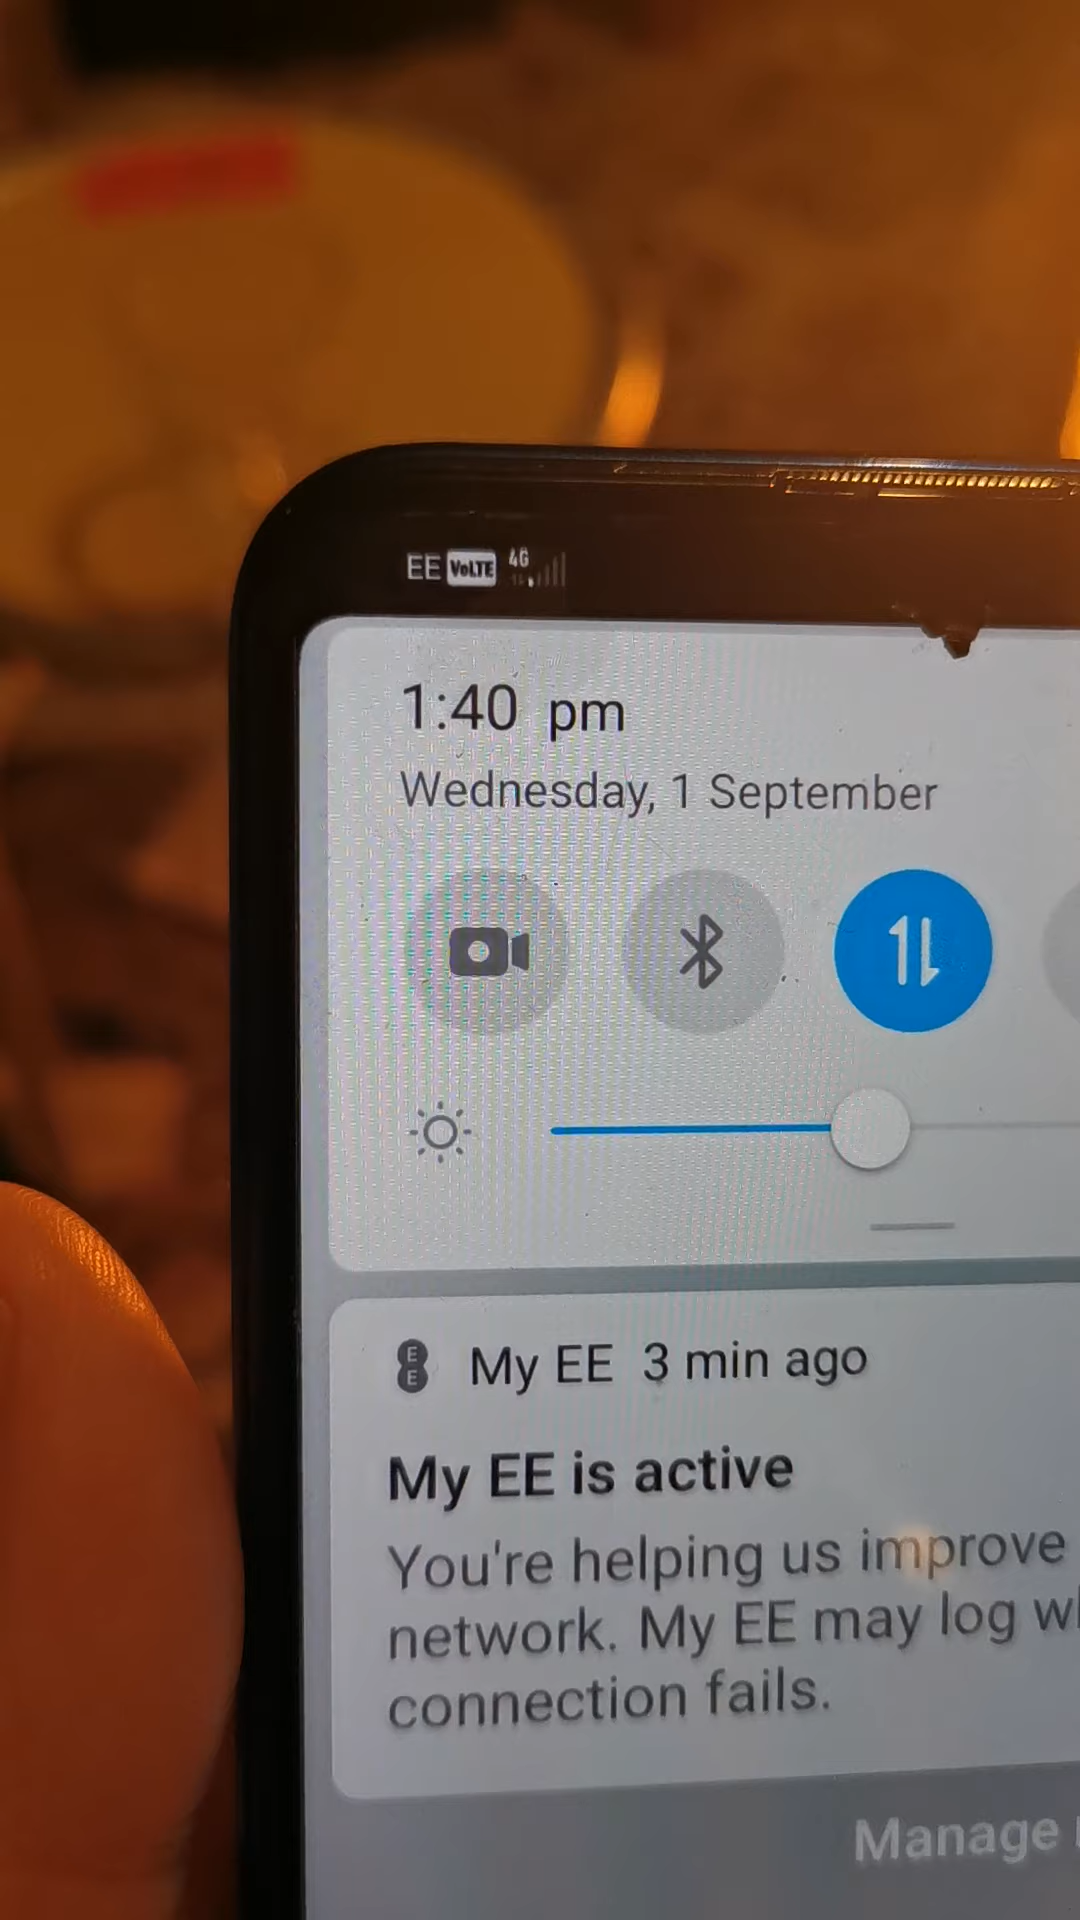 EE VoLTE 4G
1:40 pm
Wednesday, 1 September
E
E
My EE 3 min ago
My EE is active
You're helping us improve
network. My EE may log
connection fails.
Manage